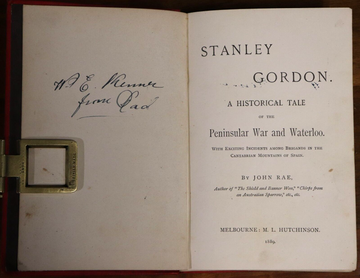 from Dad
STANLEY
GORDON.
A HISTORICAL TALE
OF THE
Peninsular War and Waterloo.
WITH EXCITING INCIDENTS AMONG BRIGANDS IN THE
CANTABRIAN MOUNTAINS OF SPAIN.
BY JOHN RAE,
Author of "The Shield and Banner Won," "Chirps from
an Australian Sparrow," etc., etc.
MELBOURNE: M. L. HUTCHINSON.
1889.